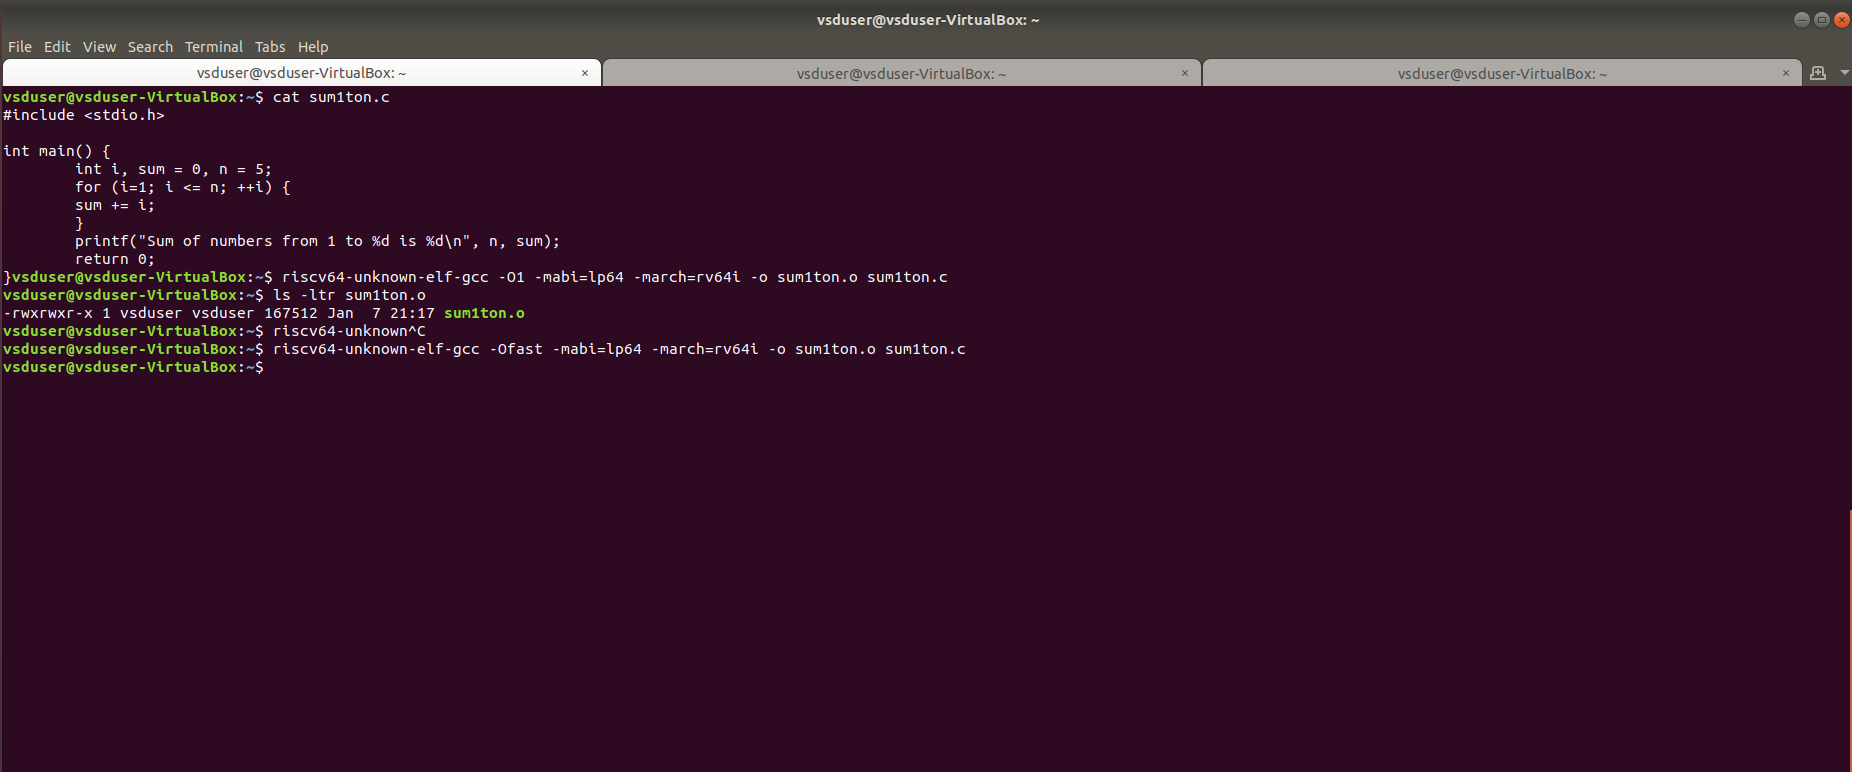 vsduser@vsduser-VirtualBox: ~
File Edit View Search Terminal Tabs Help
vsduser@vsduser-VirtualBox: ~ × vsduser@vsduser-VirtualBox: ~ × vsduser@vsduser-VirtualBox: ~ ×
vsduser@vsduser-VirtualBox:~$ cat sum1ton.c
#include <stdio.h>

int main() {
        int i, sum = 0, n = 5;
        for (i=1; i <= n; ++i) {
        sum += i;
        }
        printf("Sum of numbers from 1 to %d is %d\n", n, sum);
        return 0;
}vsduser@vsduser-VirtualBox:~$ riscv64-unknown-elf-gcc -O1 -mabi=lp64 -march=rv64i -o sum1ton.o sum1ton.c
vsduser@vsduser-VirtualBox:~$ ls -ltr sum1ton.o
-rwxrwxr-x 1 vsduser vsduser 167512 Jan  7 21:17 sum1ton.o
vsduser@vsduser-VirtualBox:~$ riscv64-unknown^C
vsduser@vsduser-VirtualBox:~$ riscv64-unknown-elf-gcc -Ofast -mabi=lp64 -march=rv64i -o sum1ton.o sum1ton.c
vsduser@vsduser-VirtualBox:~$